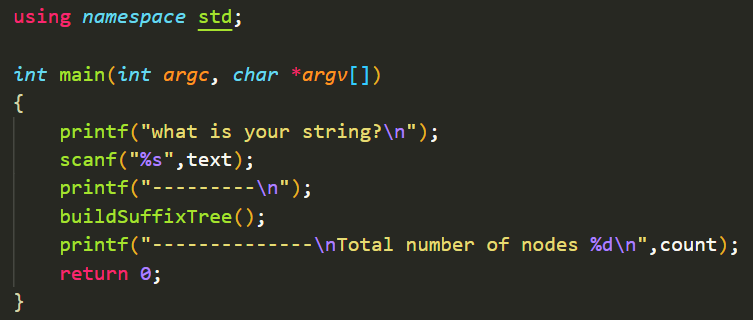 using namespace std;
int main(int argc, char *argv[])
{
    printf("what is your string?\n");
    scanf("%s",text);
    printf("---------\n");
    buildSuffixTree();
    printf("--------------\nTotal number of nodes %d\n",count);
    return 0;
}